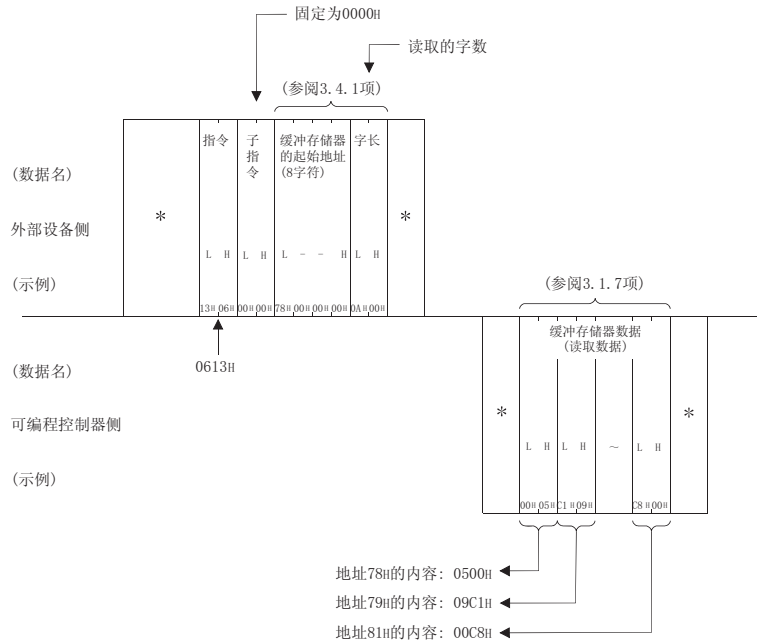 固定为0000H
读取的字数
(参阅3.4.1项)
指令
子指令
缓冲存储器的起始地址(8字符)
字长
(数据名)
*
*
外部设备侧
L H L H L - - H L H
(示例)
13H 06H 00H 00H 78H 00H 00H 00H 0AH 00H
0613H
(参阅3.1.7项)
缓冲存储器数据
(读取数据)
(数据名)
*
*
可编程控制器侧
L H L H ~ L H
(示例)
00H 05H C1H 09H C8H 00H
地址78H的内容: 0500H
地址79H的内容: 09C1H
地址81H的内容: 00C8H